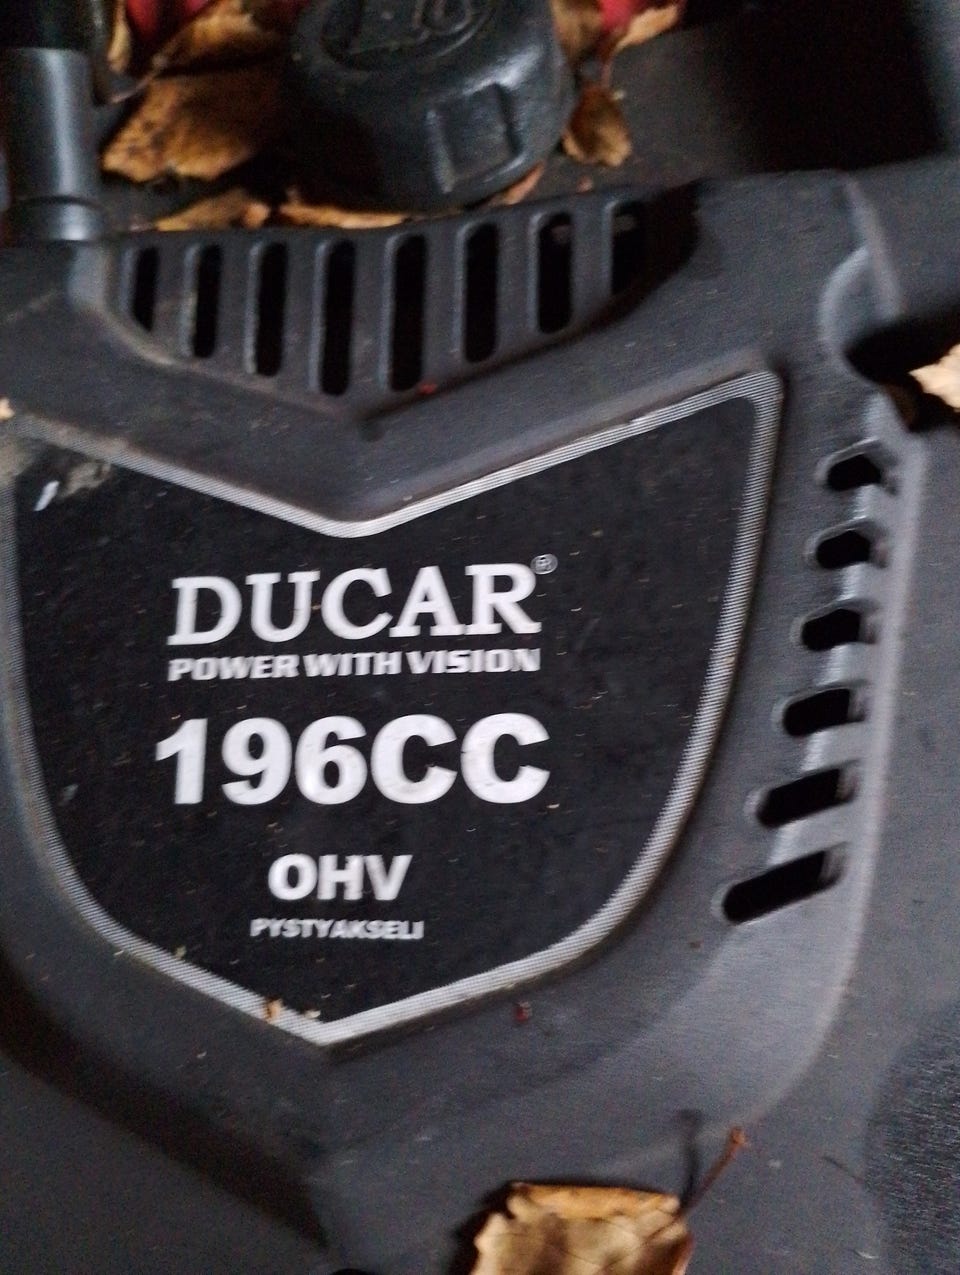 DUCAR®
POWER WITH VISION
196CC
OHV
PYSTYAKSELI